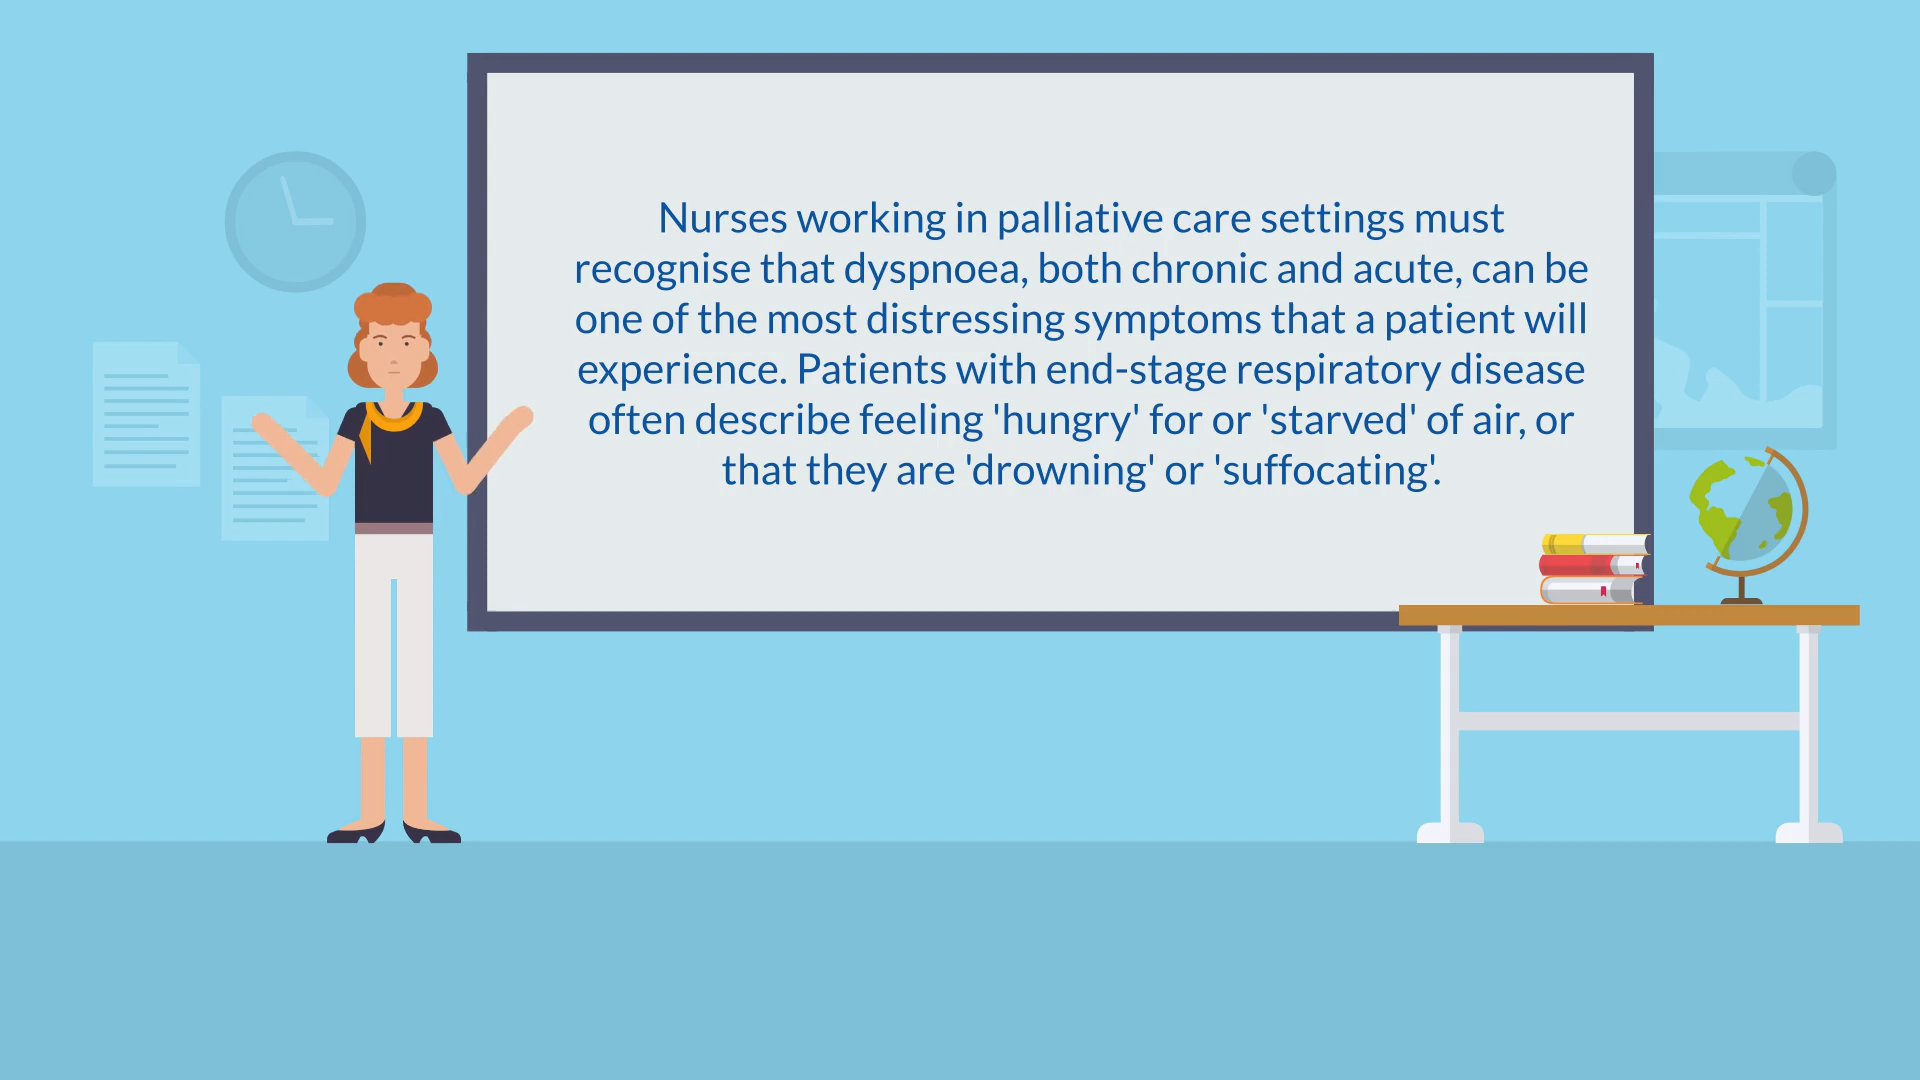 Nurses working in palliative care settings must
recognise that dyspnoea, both chronic and acute, can be
one of the most distressing symptoms that a patient will
experience. Patients with end-stage respiratory disease
often describe feeling 'hungry' for or 'starved' of air, or
that they are 'drowning' or 'suffocating'.